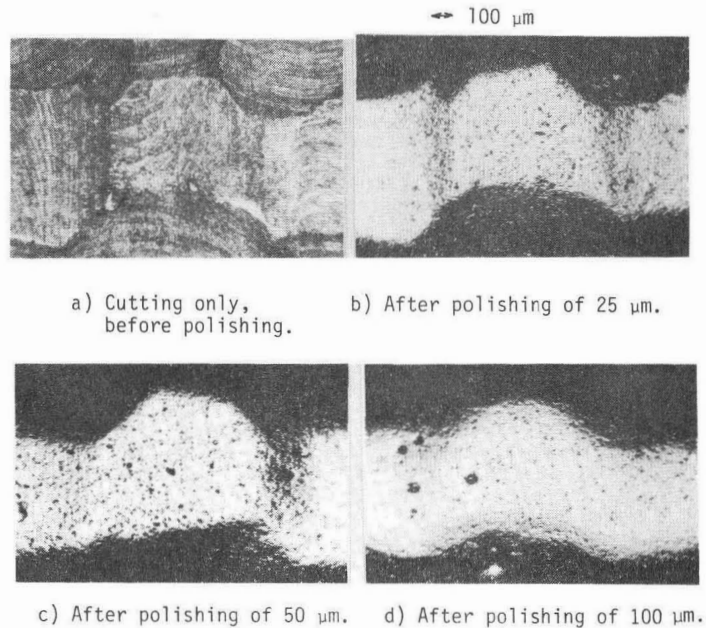 100 μm
a) Cutting only,
before polishing.
b) After polishing of 25 μm.
c) After polishing of 50 μm.
d) After polishing of 100 μm.